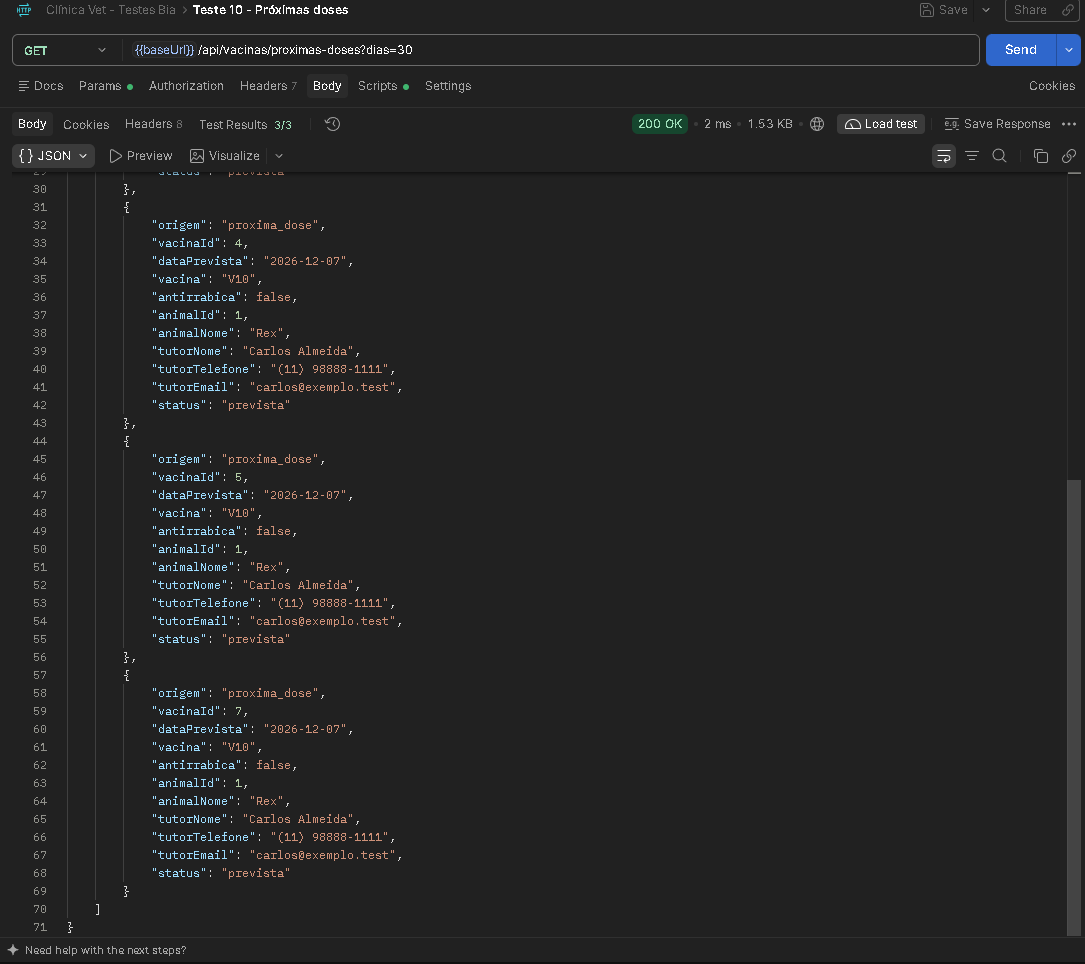 HTTP Clínica Vet - Testes Bia > Teste 10 - Próximas doses Save Share
GET {{baseUrl}} /api/vacinas/proximas-doses?dias=30 Send
Docs Params Authorization Headers 7 Body Scripts Settings Cookies
Body Cookies Headers 8 Test Results 3/3 200 OK • 2 ms • 1.53 KB Load test e.g. Save Response
{} JSON Preview Visualize
29 "status": "prevista"
30 },
31 {
32 "origem": "proxima_dose",
33 "vacinaId": 4,
34 "dataPrevista": "2026-12-07",
35 "vacina": "V10",
36 "antirrabica": false,
37 "animalId": 1,
38 "animalNome": "Rex",
39 "tutorNome": "Carlos Almeida",
40 "tutorTelefone": "(11) 98888-1111",
41 "tutorEmail": "carlos@exemplo.test",
42 "status": "prevista"
43 },
44 {
45 "origem": "proxima_dose",
46 "vacinaId": 5,
47 "dataPrevista": "2026-12-07",
48 "vacina": "V10",
49 "antirrabica": false,
50 "animalId": 1,
51 "animalNome": "Rex",
52 "tutorNome": "Carlos Almeida",
53 "tutorTelefone": "(11) 98888-1111",
54 "tutorEmail": "carlos@exemplo.test",
55 "status": "prevista"
56 },
57 {
58 "origem": "proxima_dose",
59 "vacinaId": 7,
60 "dataPrevista": "2026-12-07",
61 "vacina": "V10",
62 "antirrabica": false,
63 "animalId": 1,
64 "animalNome": "Rex",
65 "tutorNome": "Carlos Almeida",
66 "tutorTelefone": "(11) 98888-1111",
67 "tutorEmail": "carlos@exemplo.test",
68 "status": "prevista"
69 }
70 ]
71 }
Need help with the next steps?